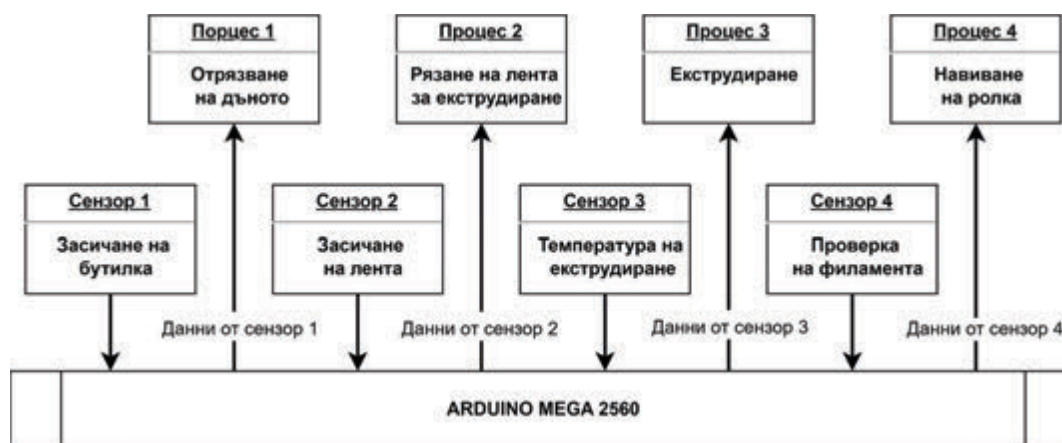 Порцес 1
Отрязване
на дъното
Процес 2
Рязане на лента
за екструдиране
Процес 3
Екструдиране
Процес 4
Навиване
на ролка
Сензор 1
Засичане на
бутилка
Сензор 2
Засичане
на лента
Сензор 3
Температура на
екструдиране
Сензор 4
Проверка
на филамента
Данни от сензор 1
Данни от сензор 2
Данни от сензор 3
Данни от сензор 4
ARDUINO MEGA 2560